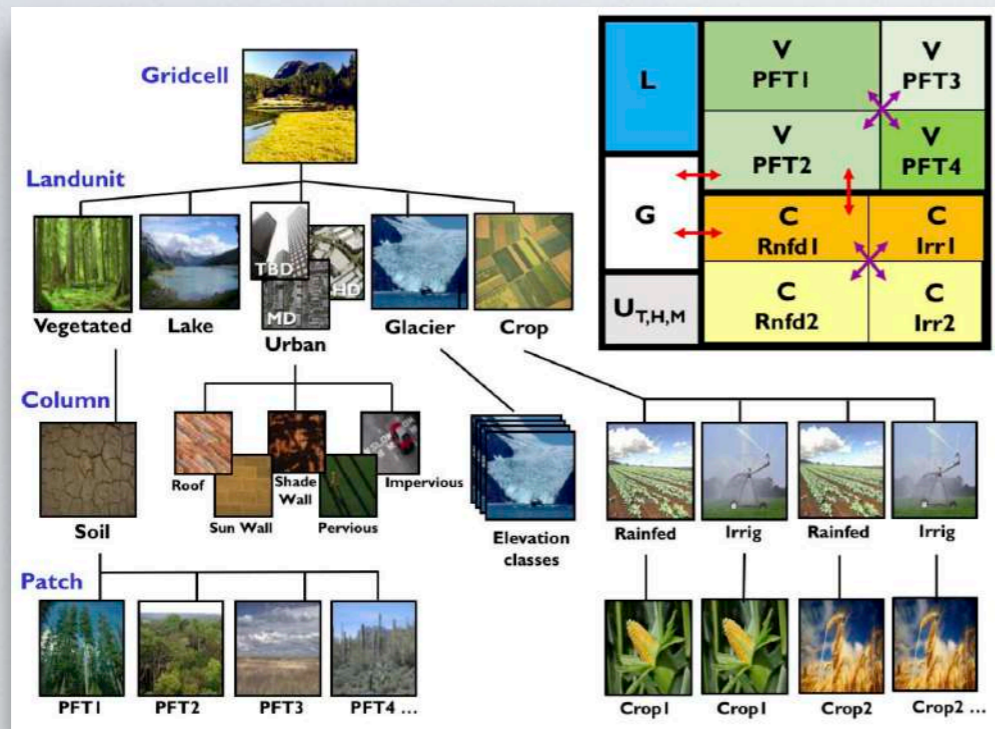 Gridcell
Landunit
TBD
HD
MD
Vegetated
Lake
Urban
Glacier
Crop
Column
Soil
Roof
Sun Wall
Shade
Wall
Pervious
Impervious
Elevation
classes
Rainfed
Irrig
Rainfed
Irrig
Patch
PFT1
PFT2
PFT3
PFT4 ...
Crop1
Crop1
Crop2
Crop2 ...
L
G
UT,H,M
V
PFT1
V
PFT3
V
PFT2
V
PFT4
C
Rnfd1
C
Irr1
C
Rnfd2
C
Irr2